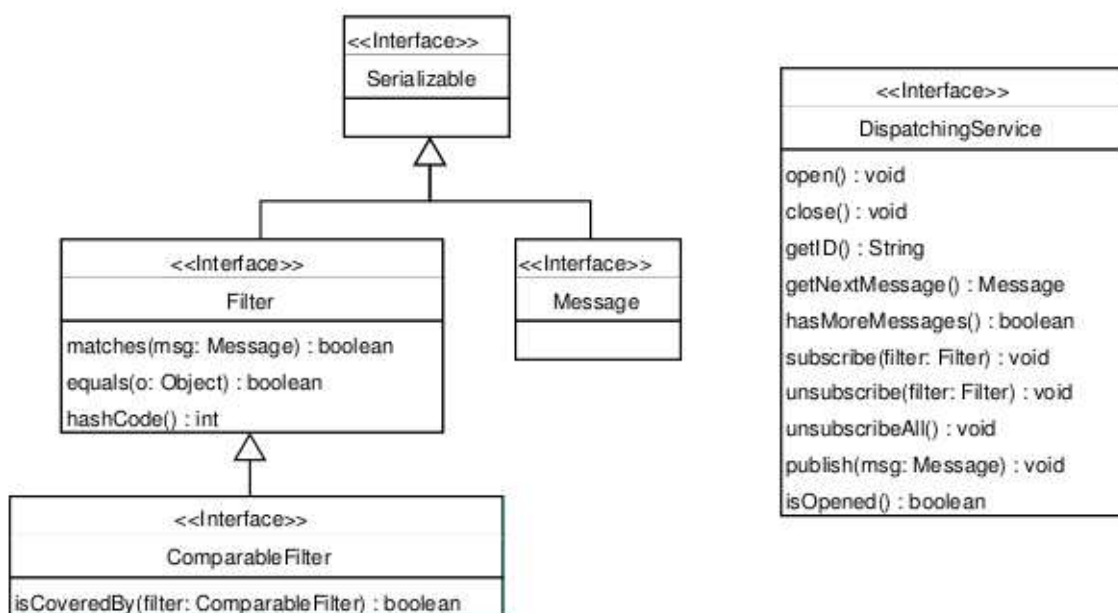 <<Interface>>
Serializable
<<Interface>>
DispatchingService
open() : void
close() : void
getID() : String
getNextMessage() : Message
hasMoreMessages() : boolean
subscribe(filter: Filter) : void
unsubscribe(filter: Filter) : void
unsubscribeAll() : void
publish(msg: Message) : void
isOpened() : boolean
<<Interface>>
Filter
matches(msg: Message) : boolean
equals(o: Object) : boolean
hashCode() : int
<<Interface>>
Message
<<Interface>>
ComparableFilter
isCoveredBy(filter: ComparableFilter) : boolean